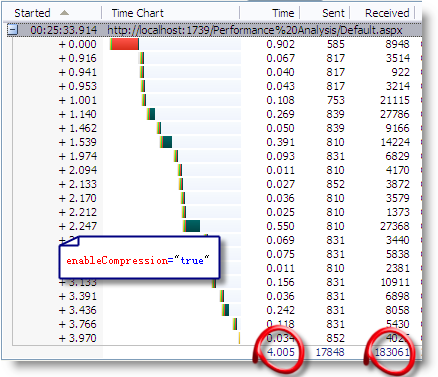 Started Time Chart Time Sent Received
00:25:33.914 http://localhost:1739/Performance%20Analysis/Default.aspx
+ 0.000 0.902 585 8948
+ 0.916 0.067 817 3514
+ 0.941 0.040 817 922
+ 0.953 0.043 817 3214
+ 1.001 0.108 753 21115
+ 1.140 0.269 839 27786
+ 1.462 0.050 839 9166
+ 1.539 0.391 810 14224
+ 1.974 0.093 831 6829
+ 2.094 0.011 810 4170
+ 2.133 0.027 852 3872
+ 2.170 0.036 810 3579
+ 2.212 0.025 810 1373
+ 2.247 0.550 810 27368
0.069 831 3440
enableCompression="true"
0.075 831 5838
0.011 810 2381
+ 3.133 0.156 831 10911
+ 3.391 0.036 831 6898
+ 3.436 0.242 831 8058
+ 3.766 0.118 831 5430
+ 3.970 0.034 852
4.005 17848 183061